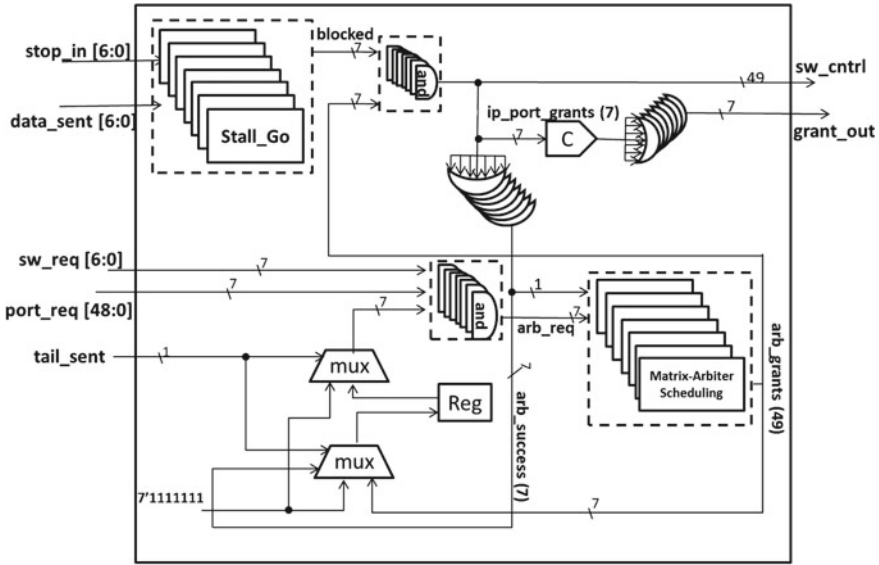 stop_in [6:0]
data_sent [6:0]
Stall_Go
blocked
7
7
and
49
sw_cntrl
ip_port_grants (7)
7
C
7
grant_out
sw_req [6:0]
7
port_req [48:0]
7
7
and
1
arb_req
7
Matrix-Arbiter
Scheduling
arb_grants (49)
tail_sent
1
mux
Reg
7
arb_success (7)
mux
7'1111111
7